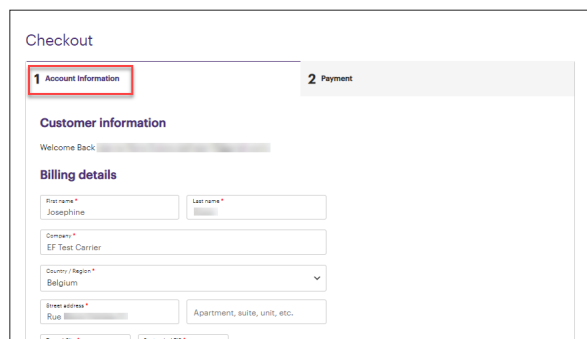 Checkout
1 Account Information
2 Payment
Customer information
Welcome Back
Billing details
First name * Last name *
Josephine
Company *
EF Test Carrier
Country / Region *
Belgium
Street address *
Rue
Apartment, suite, unit, etc.